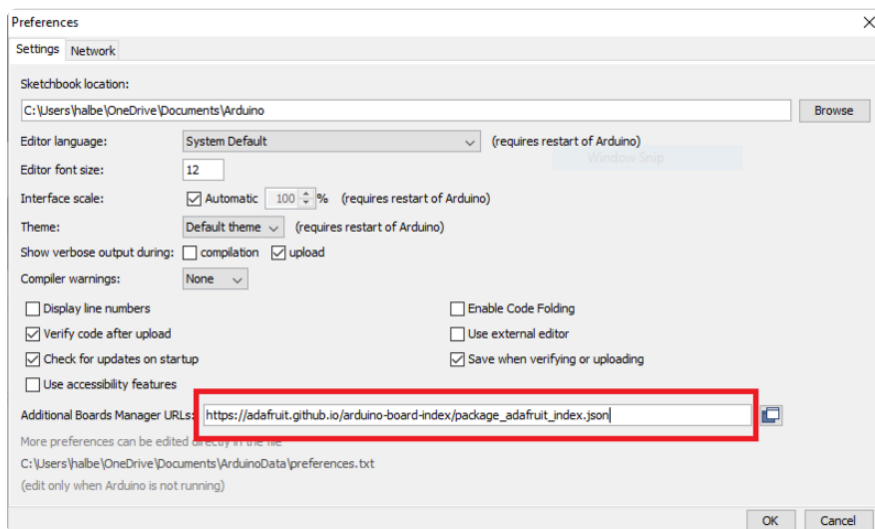 Preferences
Settings Network
Sketchbook location:
C:\Users\halbe\OneDrive\Documents\Arduino Browse
Editor language: System Default (requires restart of Arduino)
Window Snip
Editor font size: 12
Interface scale: Automatic 100 % (requires restart of Arduino)
Theme: Default theme (requires restart of Arduino)
Show verbose output during: compilation upload
Compiler warnings: None
Display line numbers Enable Code Folding
Verify code after upload Use external editor
Check for updates on startup Save when verifying or uploading
Use accessibility features
Additional Boards Manager URLs: https://adafruit.github.io/arduino-board-index/package_adafruit_index.json
More preferences can be edited directly in the file
C:\Users\halbe\OneDrive\Documents\ArduinoData\preferences.txt
(edit only when Arduino is not running)
OK Cancel